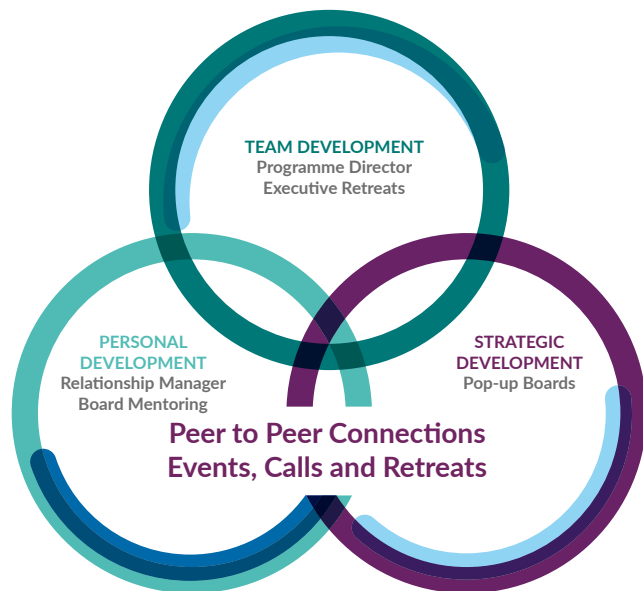 TEAM DEVELOPMENT
Programme Director
Executive Retreats
PERSONAL
DEVELOPMENT
Relationship Manager
Board Mentoring
STRATEGIC
DEVELOPMENT
Pop-up Boards
Peer to Peer Connections
Events, Calls and Retreats